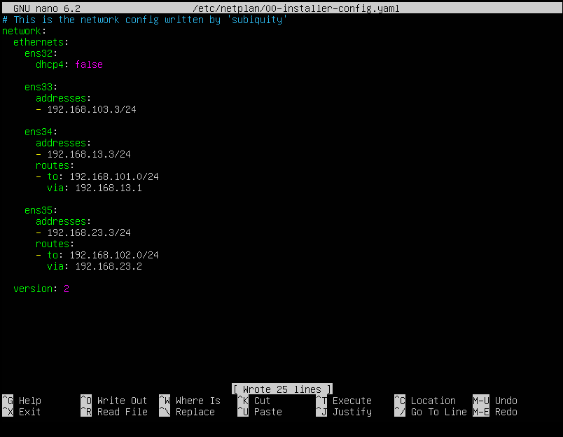 GNU nano 6.2 /etc/netplan/00-installer-config.yaml
# This is the network config written by 'subiquity'
network:
  ethernets:
    ens32:
      dhcp4: false

    ens33:
      addresses:
      - 192.168.103.3/24

    ens34:
      addresses:
      - 192.168.13.3/24
      routes:
      - to: 192.168.101.0/24
        via: 192.168.13.1

    ens35:
      addresses:
      - 192.168.23.3/24
      routes:
      - to: 192.168.102.0/24
        via: 192.168.23.2

  version: 2
[ Wrote 25 lines ]
^G Help ^O Write Out ^W Where Is ^K Cut ^T Execute ^C Location M-U Undo
^X Exit ^R Read File ^\ Replace ^U Paste ^J Justify ^/ Go To Line M-E Redo